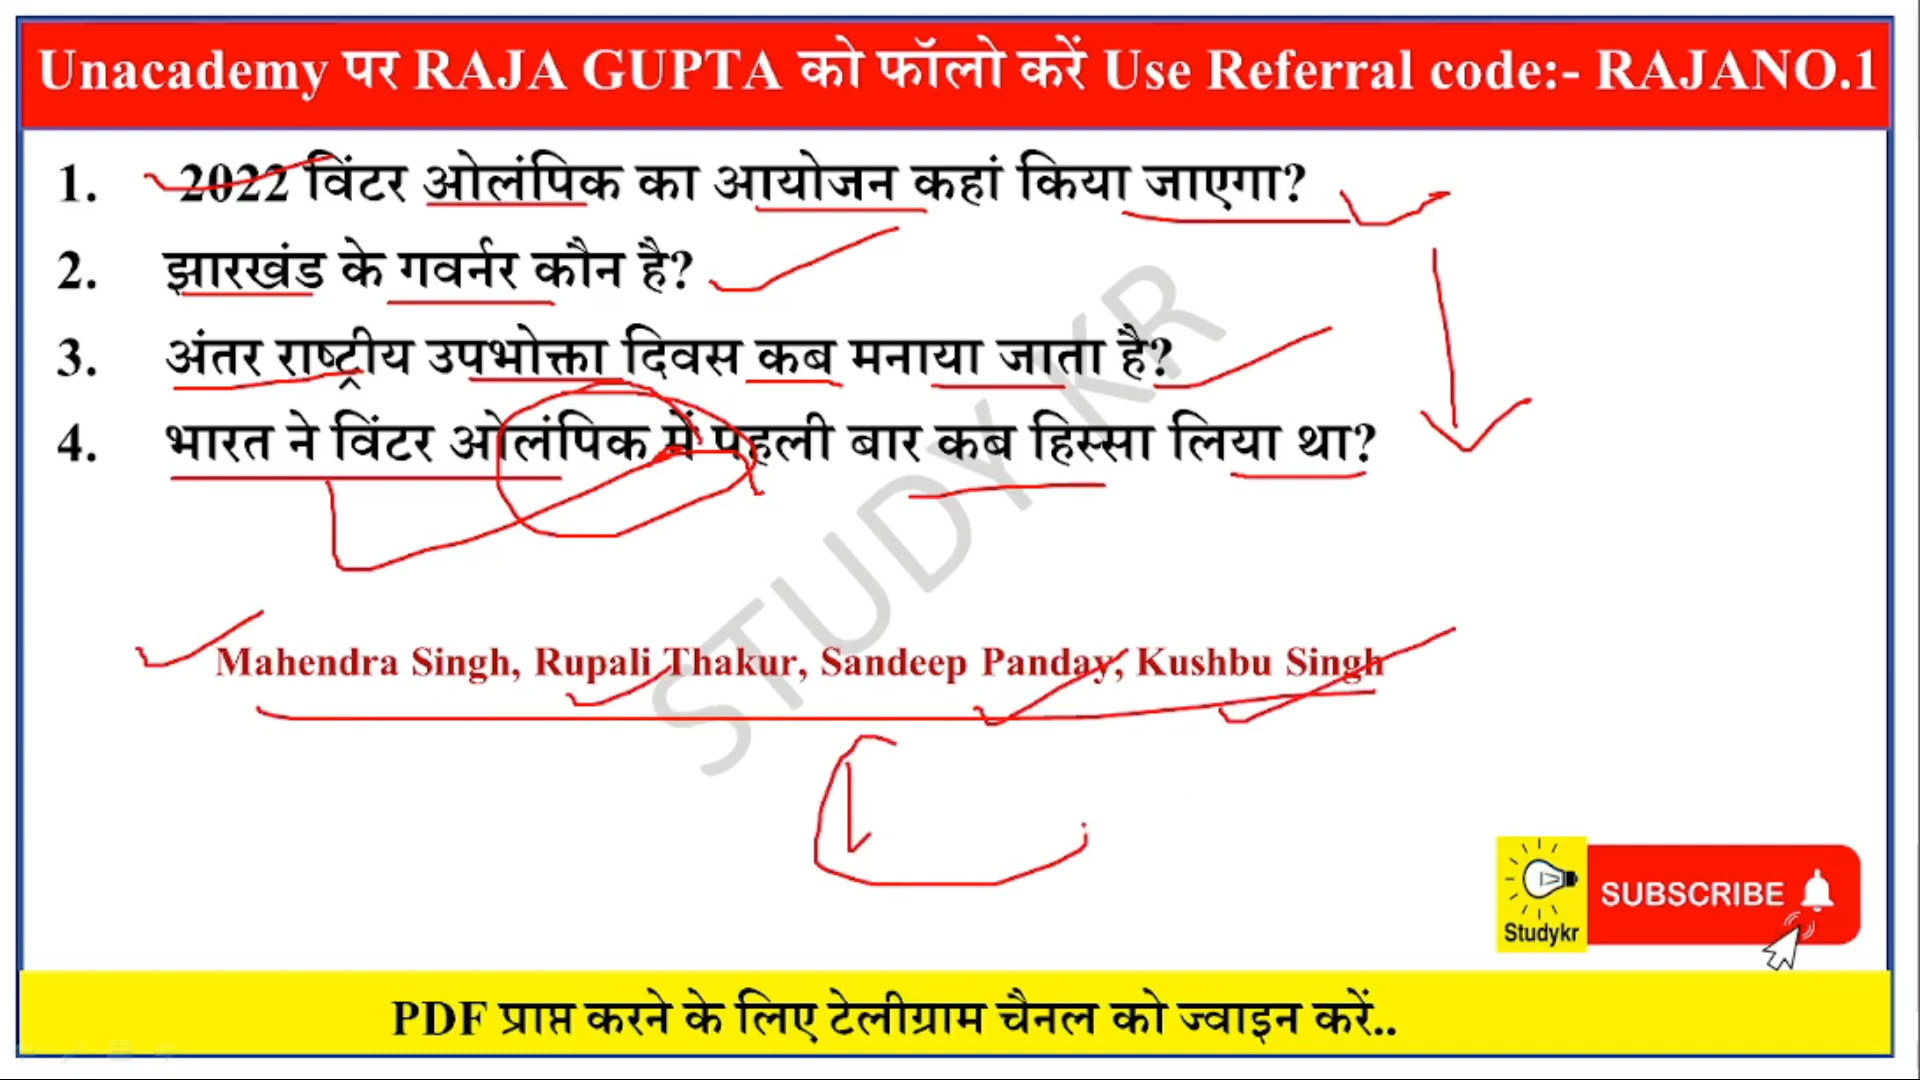 Unacademy पर RAJA GUPTA को फॉलो करें Use Referral code:- RAJANO.1
1. 2022 विंटर ओलंपिक का आयोजन कहां किया जाएगा?
2. झारखंड के गवर्नर कौन है?
3. अंतर राष्ट्रीय उपभोक्ता दिवस कब मनाया जाता है?
4. भारत ने विंटर ओलंपिक में पहली बार कब हिस्सा लिया था?
STUDY KR
Mahendra Singh, Rupali Thakur, Sandeep Panday, Kushbu Singh
SUBSCRIBE
Studykr
PDF प्राप्त करने के लिए टेलीग्राम चैनल को ज्वाइन करें..